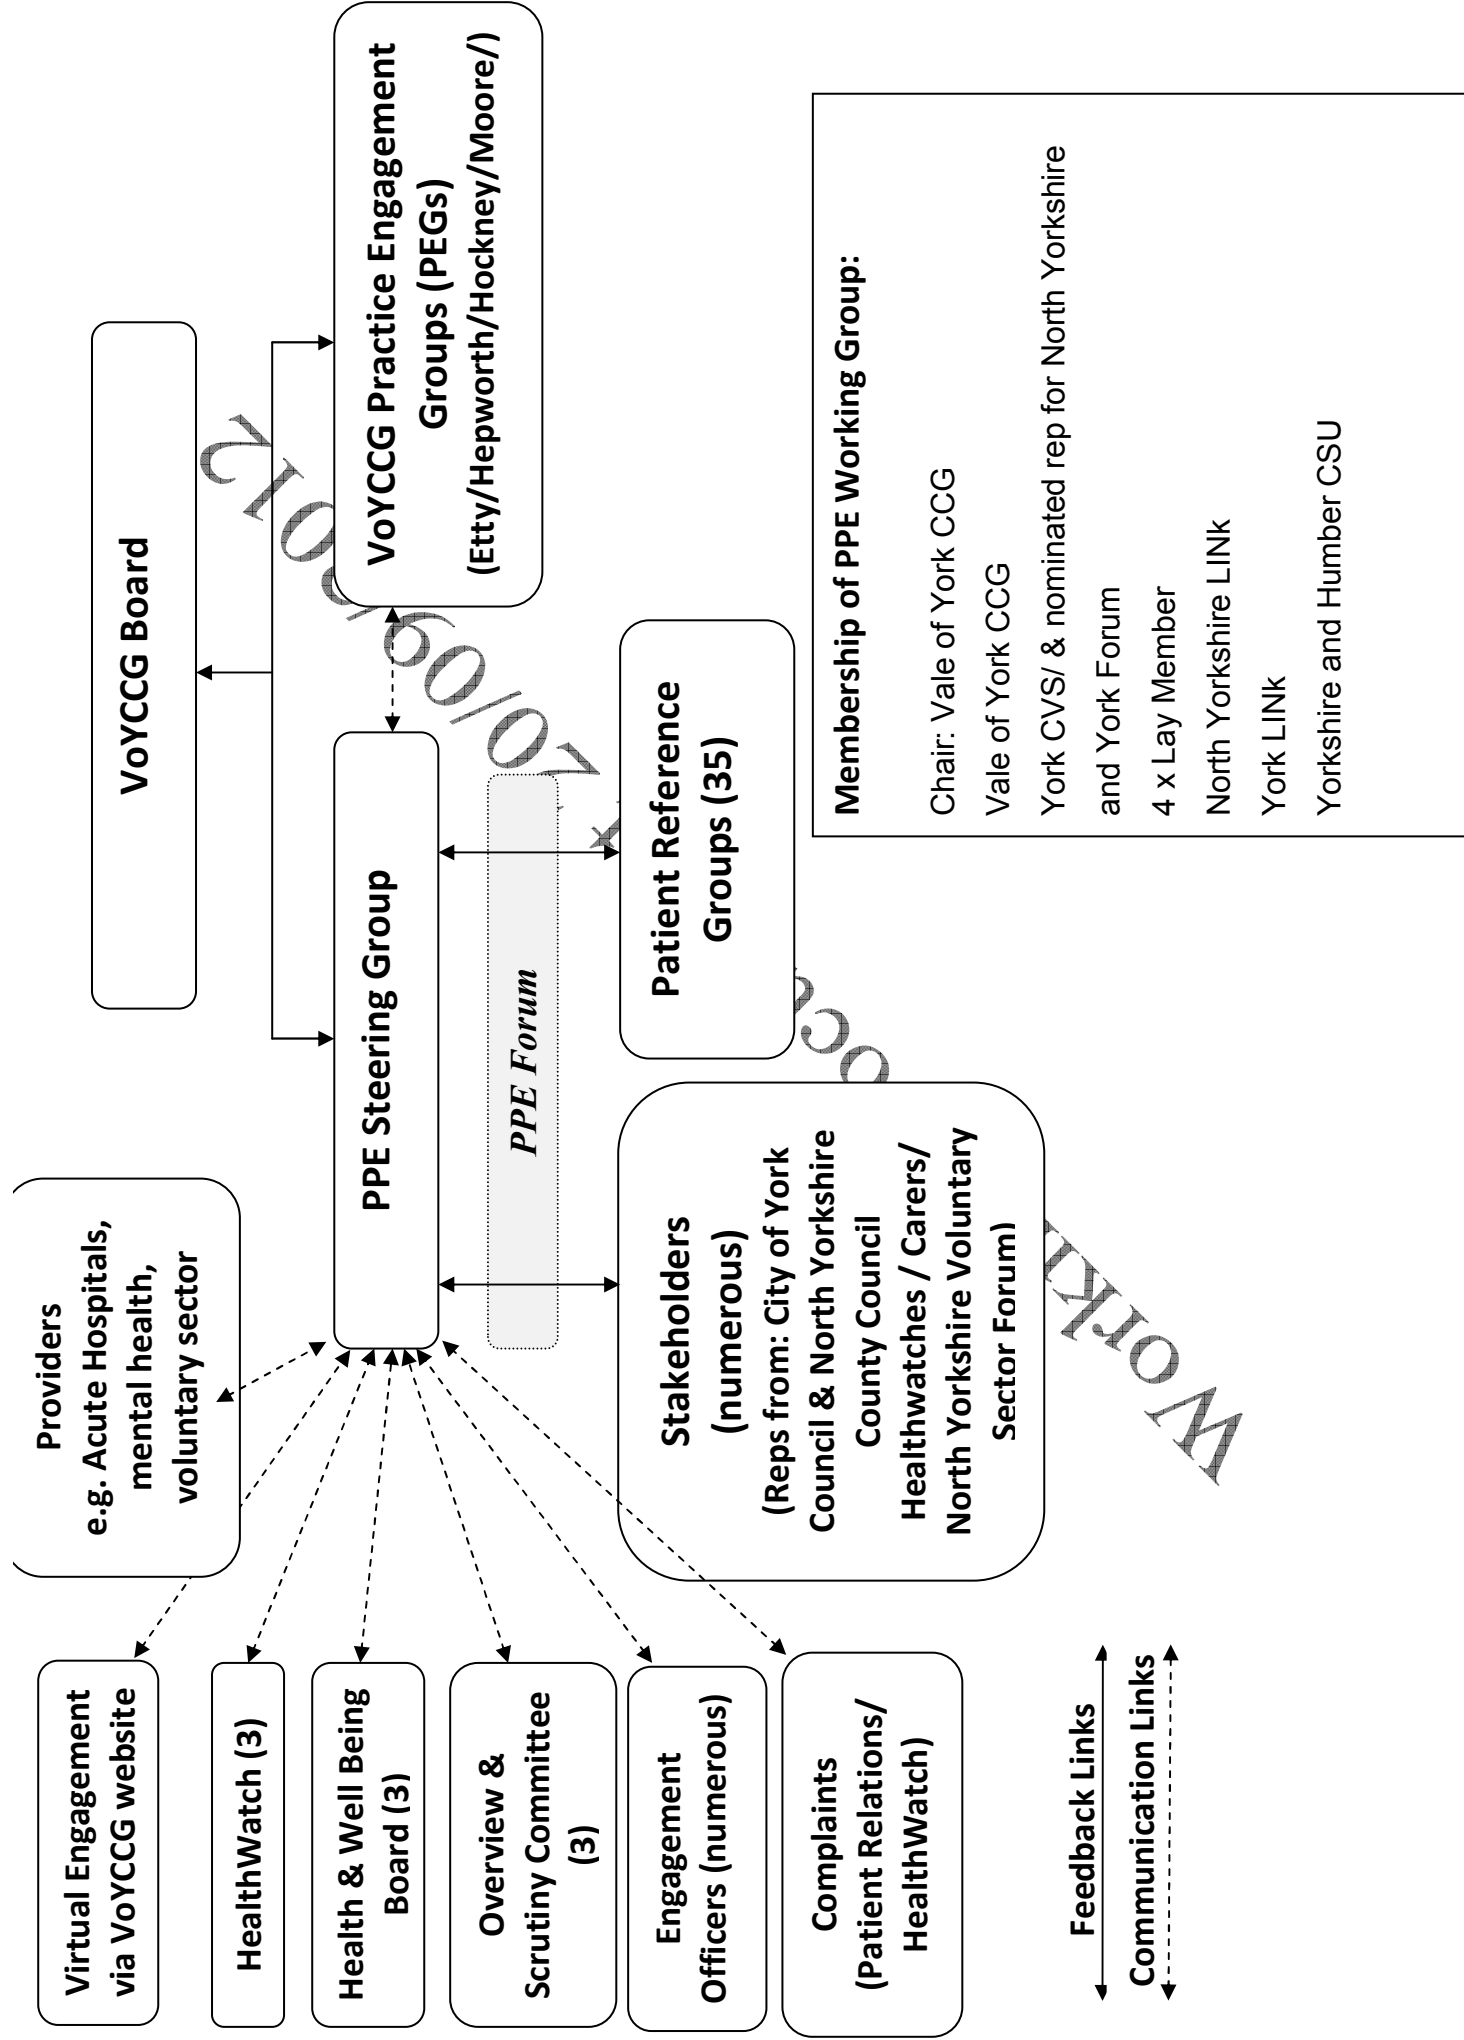 Providers
e.g. Acute Hospitals,
mental health,
voluntary sector
VoYCCG Board
Virtual Engagement
via VoYCCG website
HealthWatch (3)
Health & Well Being
Board (3)
Overview &
Scrutiny Committee
(3)
Engagement
Officers (numerous)
Complaints
(Patient Relations/
HealthWatch)
PPE Steering Group
VoYCCG Practice Engagement
Groups (PEGs)
(Etty/Hepworth/Hockney/Moore/)
PPE Forum
Stakeholders
(numerous)
(Reps from: City of York
Council & North Yorkshire
County Council
Healthwatches / Carers/
North Yorkshire Voluntary
Sector Forum)
Patient Reference
Groups (35)
Membership of PPE Working Group:
Chair: Vale of York CCG
Vale of York CCG
York CVS/ & nominated rep for North Yorkshire
and York Forum
4 x Lay Member
North Yorkshire LINk
York LINk
Yorkshire and Humber CSU
Feedback Links
Communication Links